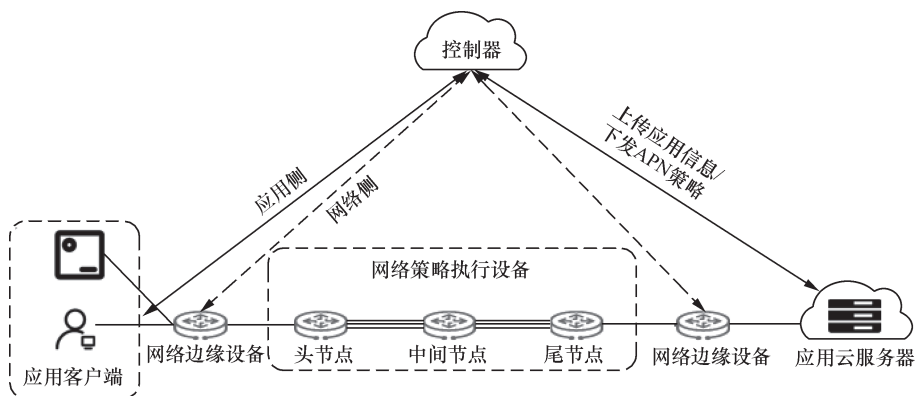 控制器
上传应用信息/
下发APN策略
应用侧
网络侧
网络策略执行设备
网络边缘设备
头节点
中间节点
尾节点
网络边缘设备
应用云服务器
应用客户端